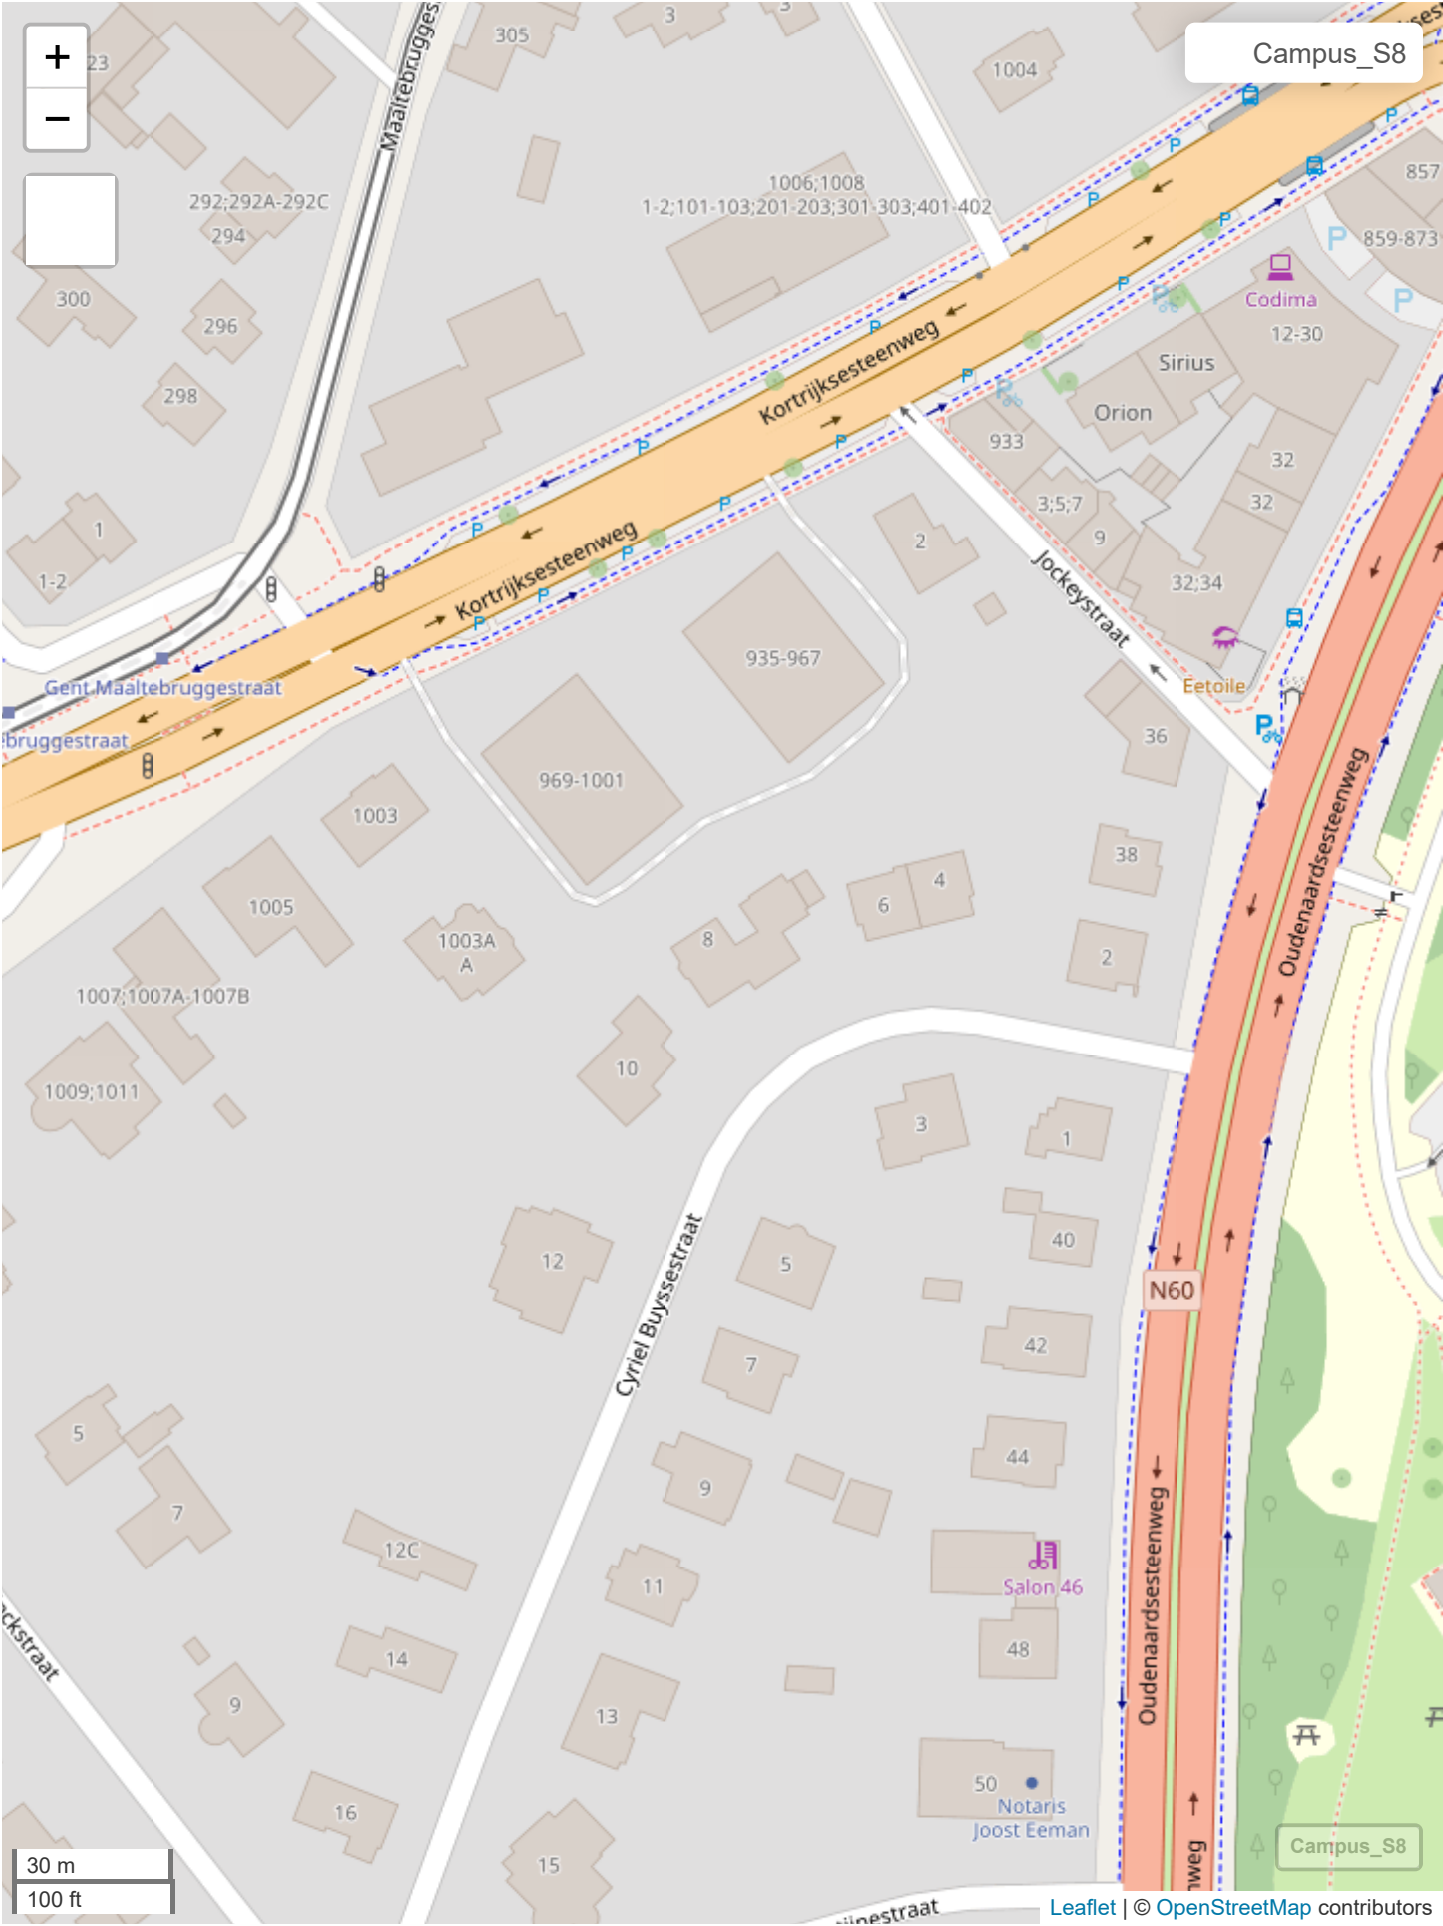 +
−
Campus_S8
23
305
3
3
1004
Maaltebrugges
292;292A-292C
294
300
296
298
1006;1008
1-2;101-103;201-203;301-303;401-402
857
859-873
P
P
Codima
12-30
Sirius
Orion
933
32
3;5;7
32
9
32;34
Kortrijksesteenweg
Kortrijksesteenweg
1
1-2
2
Jockeystraat
935-967
Gent Maaltebruggestraat
ebruggestraat
Eetoile
36
969-1001
1003
38
Oudenaardsesteenweg
1005
6
4
8
1003A
A
2
1007;1007A-1007B
10
1009;1011
3
1
12
5
40
N60
Cyriel Buyssestraat
7
42
5
7
9
44
12C
11
Salon 46
Oudenaardsesteenweg
14
48
9
13
ckstraat
16
50
Notaris
Joost Eeman
15
nweg
Campus_S8
30 m
100 ft
Leaflet | © OpenStreetMap contributors